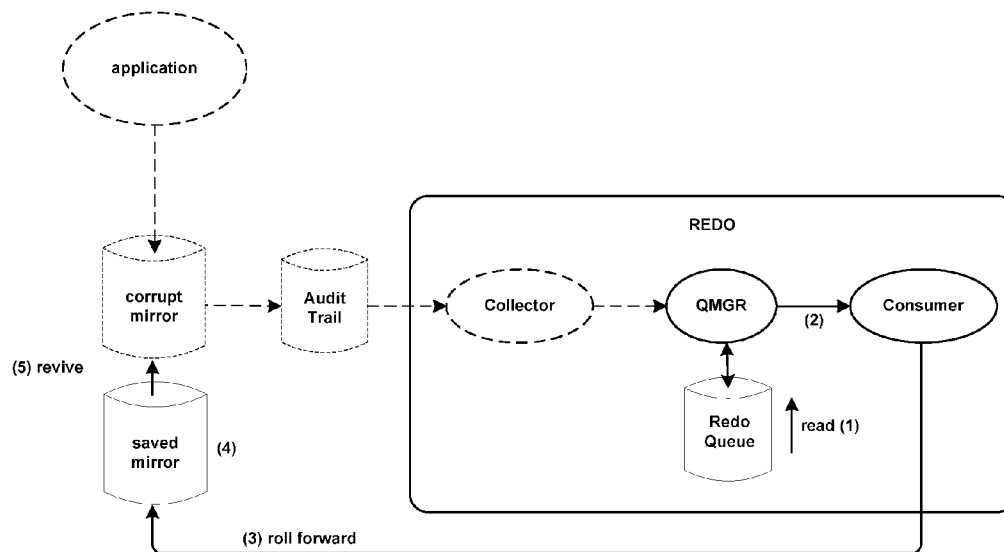 application
REDO
corrupt
mirror
Audit
Trail
Collector
QMGR
(2)
Consumer
(5) revive
saved
mirror
(4)
Redo
Queue
read (1)
(3) roll forward